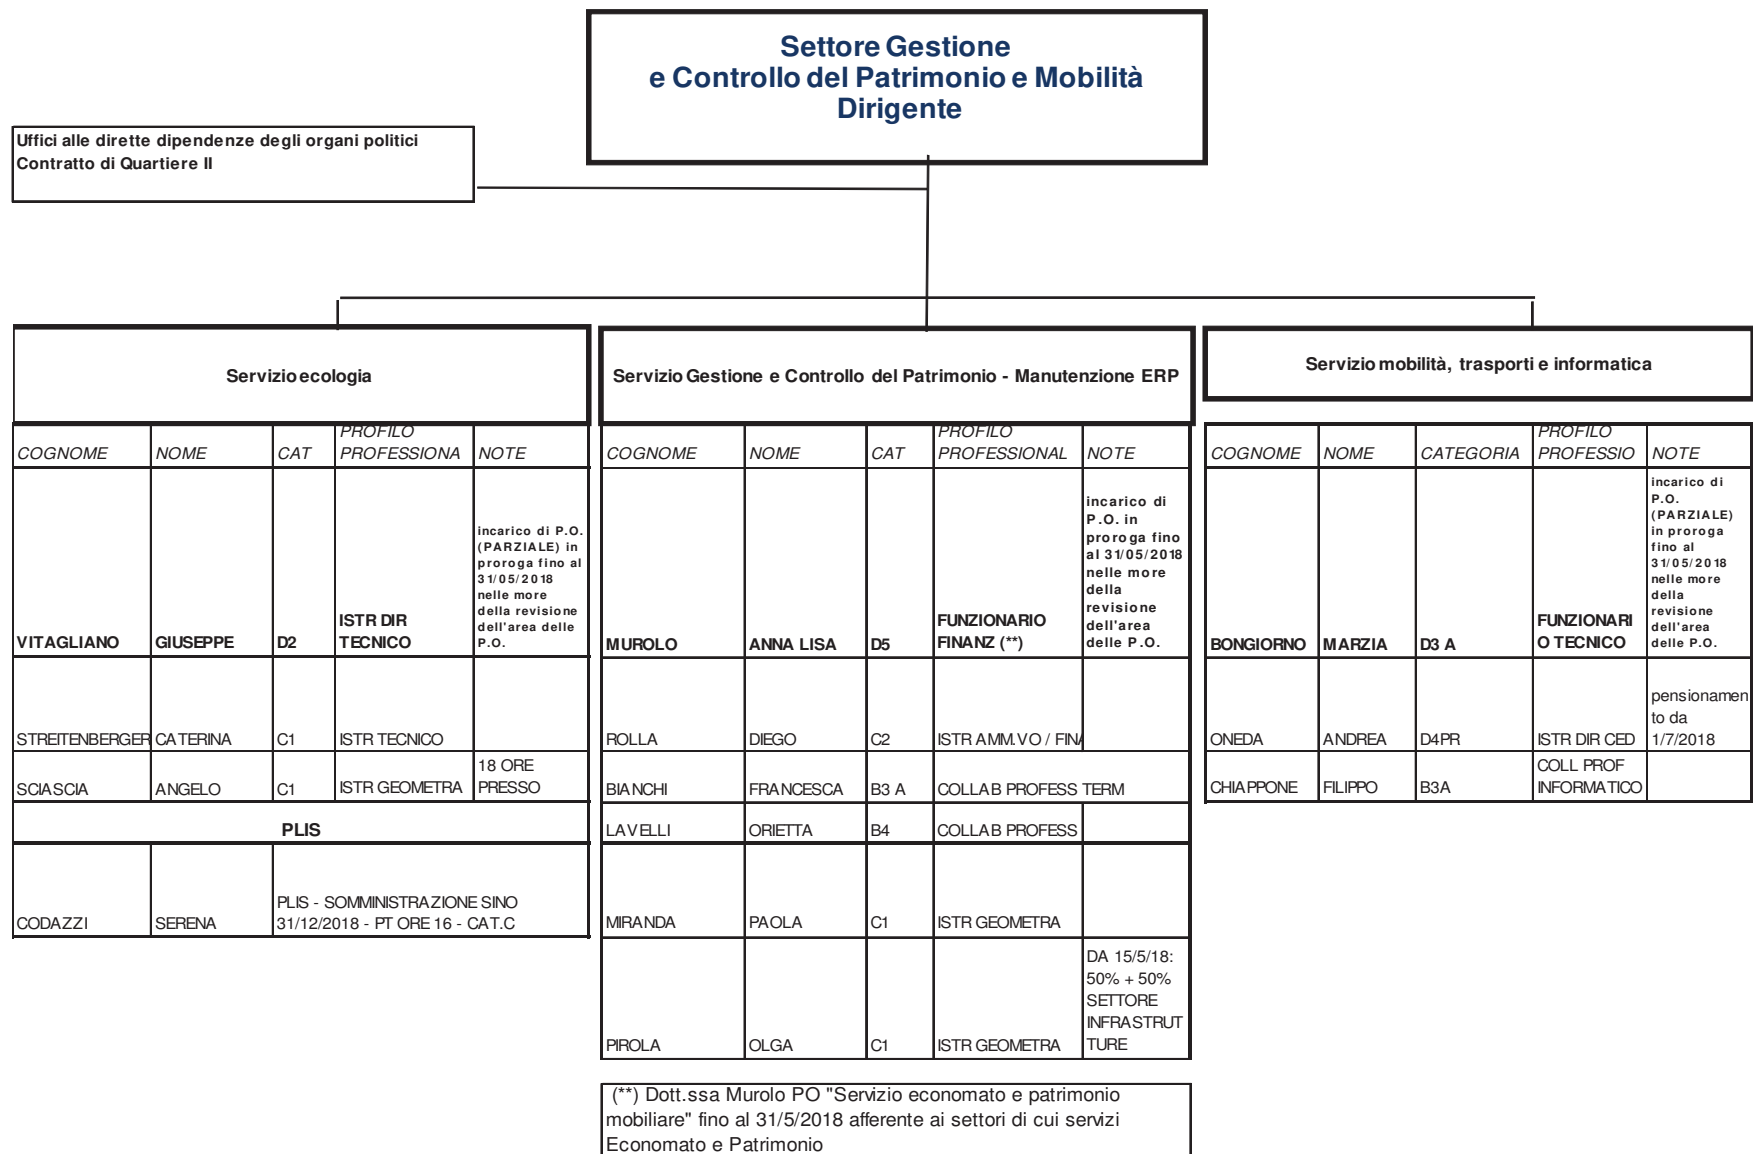 Settore Gestione
e Controllo del Patrimonio e Mobilità
Dirigente
Uffici alle dirette dipendenze degli organi politici
Contratto di Quartiere II
Servizio ecologia
COGNOME NOME CAT PROFILO PROFESSIONA NOTE
VITAGLIANO GIUSEPPE D2 ISTR DIR TECNICO
incarico di P.O.
(PARZIALE) in
proroga fino al
31/05/2018
nelle more
della revisione
dell'area delle
P.O.
STREITENBERGER CATERINA C1 ISTR TECNICO
SCIASCIA ANGELO C1 ISTR GEOMETRA 18 ORE PRESSO
PLIS
CODAZZI SERENA PLIS - SOMMINISTRAZIONE SINO
31/12/2018 - PT ORE 16 - CAT.C
Servizio Gestione e Controllo del Patrimonio - Manutenzione ERP
COGNOME NOME CAT PROFILO PROFESSIONAL NOTE
MUROLO ANNA LISA D5 FUNZIONARIO FINANZ (**)
incarico di
P.O. in
proroga fino
al 31/05/2018
nelle more
della
revisione
dell'area
delle P.O.
ROLLA DIEGO C2 ISTR AMM.VO / FINA
BIANCHI FRANCESCA B3 A COLLAB PROFESS TERM
LAVELLI ORIETTA B4 COLLAB PROFESS
MIRANDA PAOLA C1 ISTR GEOMETRA
PIROLA OLGA C1 ISTR GEOMETRA
DA 15/5/18:
50% + 50%
SETTORE
INFRASTRUT
TURE
(**) Dott.ssa Murolo PO "Servizio economato e patrimonio
mobiliare" fino al 31/5/2018 afferente ai settori di cui servizi
Economato e Patrimonio
Servizio mobilità, trasporti e informatica
COGNOME NOME CATEGORIA PROFILO PROFESSIO NOTE
BONGIORNO MARZIA D3 A FUNZIONARI O TECNICO
incarico di
P.O.
(PARZIALE)
in proroga
fino al
31/05/2018
nelle more
della
revisione
dell'area
delle P.O.
ONEDA ANDREA D4PR ISTR DIR CED
pensionamen
to da
1/7/2018
CHIAPPONE FILIPPO B3A COLL PROF INFORMATICO